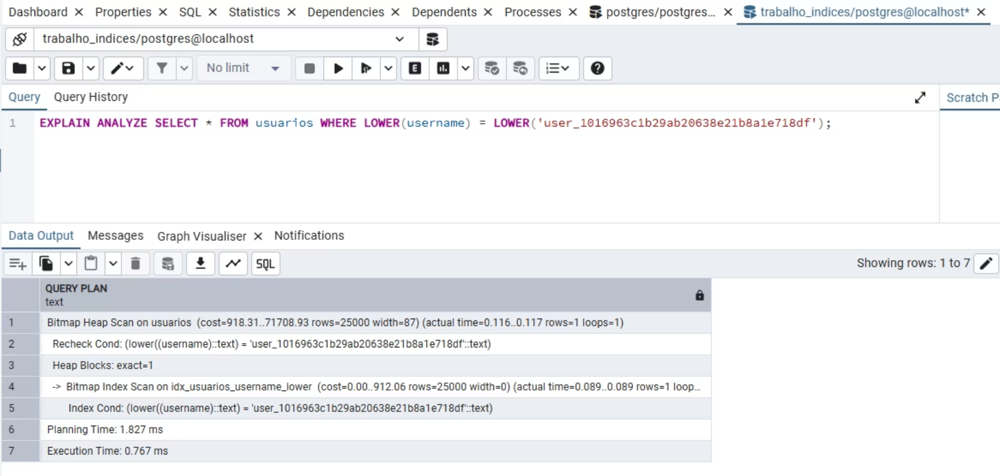 Dashboard Properties SQL Statistics Dependencies Dependents Processes postgres/postgres... trabalho_indices/postgres@localhost*
trabalho_indices/postgres@localhost
No limit E
Query Query History Scratch P
1 EXPLAIN ANALYZE SELECT * FROM usuarios WHERE LOWER(username) = LOWER('user_1016963c1b29ab20638e21b8a1e718df');
Data Output Messages Graph Visualiser Notifications
SQL Showing rows: 1 to 7
QUERY PLAN
text
1 Bitmap Heap Scan on usuarios (cost=918.31..71708.93 rows=25000 width=87) (actual time=0.116..0.117 rows=1 loops=1)
2 Recheck Cond: (lower((username)::text) = 'user_1016963c1b29ab20638e21b8a1e718df'::text)
3 Heap Blocks: exact=1
4 -> Bitmap Index Scan on idx_usuarios_username_lower (cost=0.00..912.06 rows=25000 width=0) (actual time=0.089..0.089 rows=1 loop...
5 Index Cond: (lower((username)::text) = 'user_1016963c1b29ab20638e21b8a1e718df'::text)
6 Planning Time: 1.827 ms
7 Execution Time: 0.767 ms